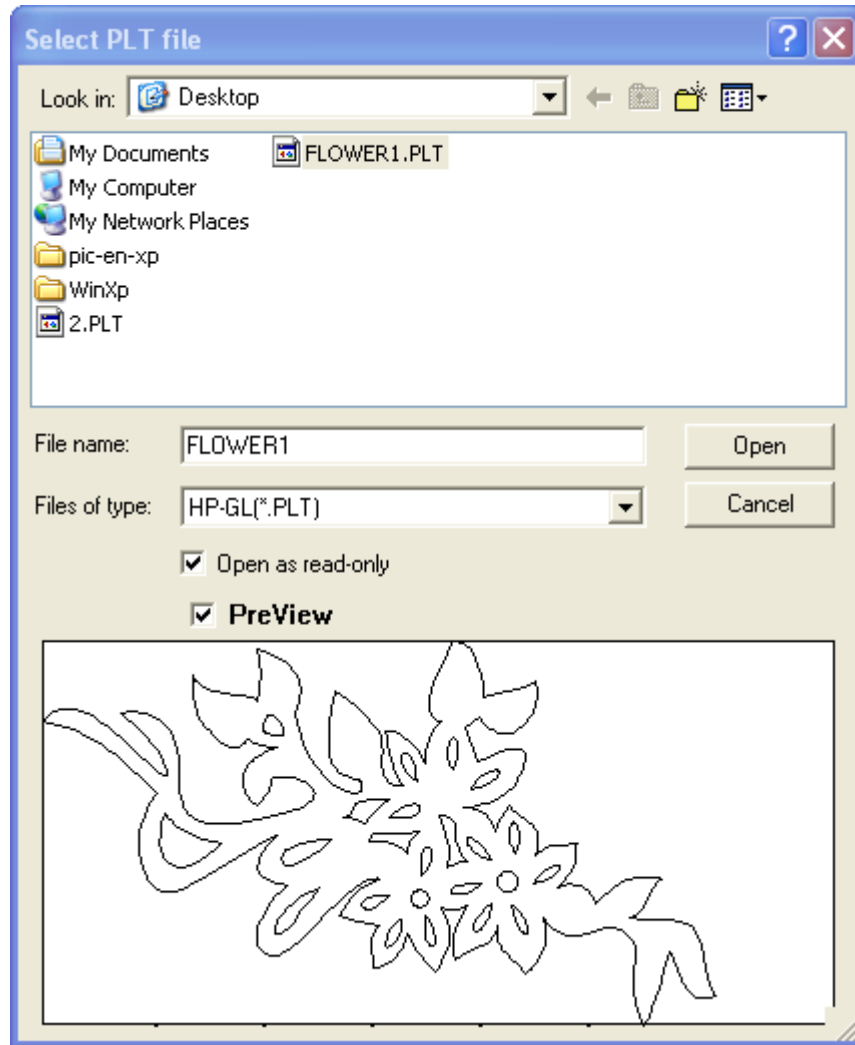 Select PLT file
Look in: Desktop
My Documents
My Computer
My Network Places
pic-en-xp
WinXp
2.PLT
FLOWER1.PLT
File name: FLOWER1 Open
Files of type: HP-GL(*.PLT) Cancel
Open as read-only
PreView